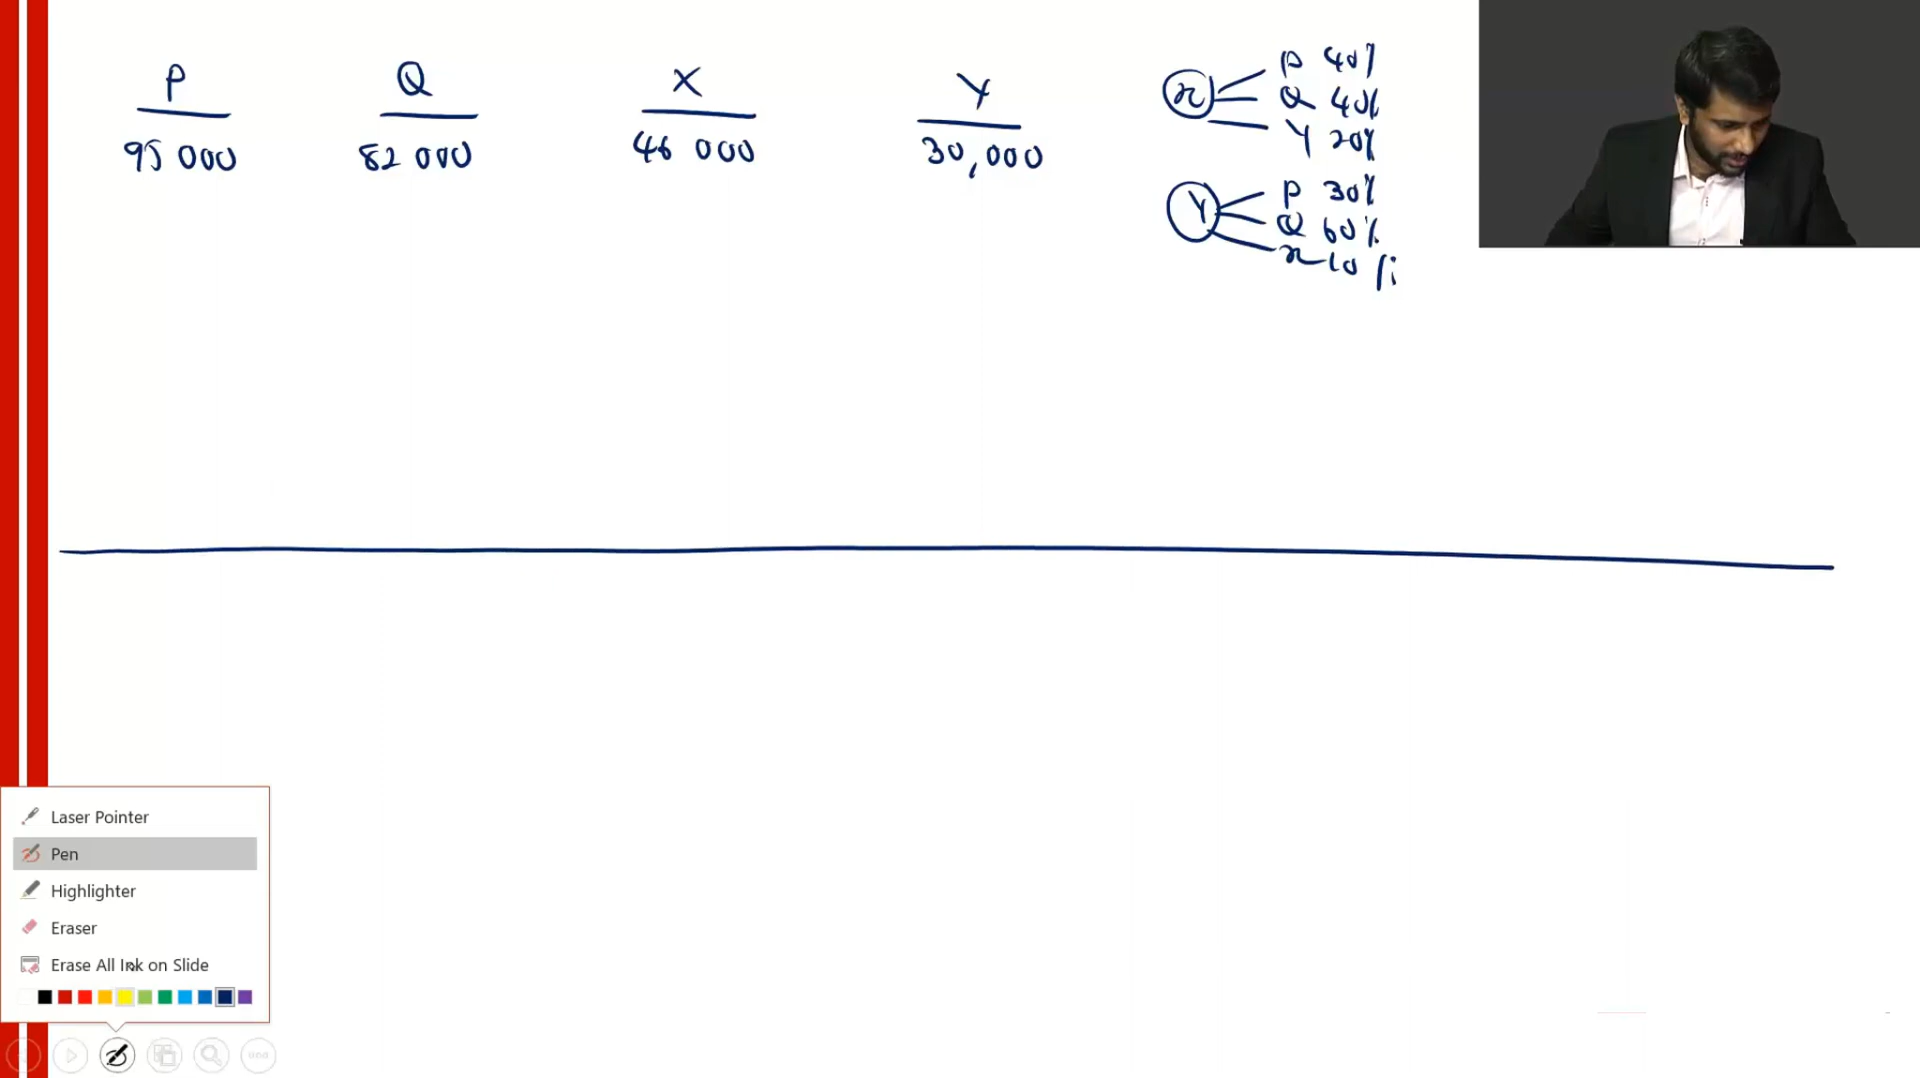 P Q X Y
95 000 82 000 46 000 30,000
x P 40%
Q 40%
Y 20%
Y P 30%
Q 60%
x 10%
Laser Pointer
Pen
Highlighter
Eraser
Erase All Ink on Slide